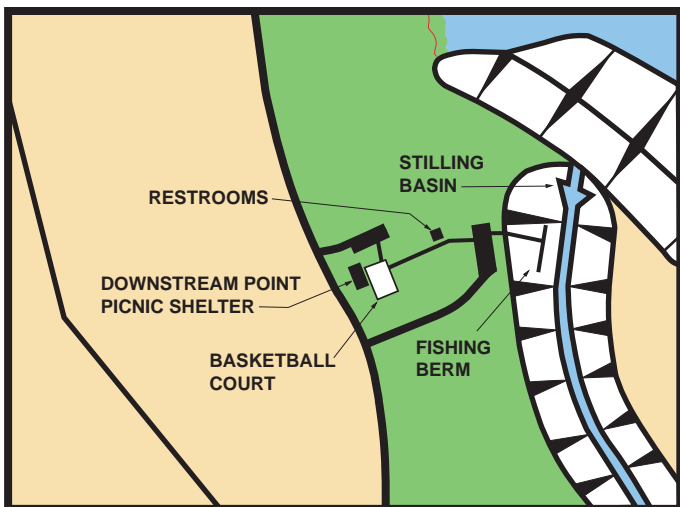 STILLING
BASIN
RESTROOMS
DOWNSTREAM POINT
PICNIC SHELTER
BASKETBALL
COURT
FISHING
BERM